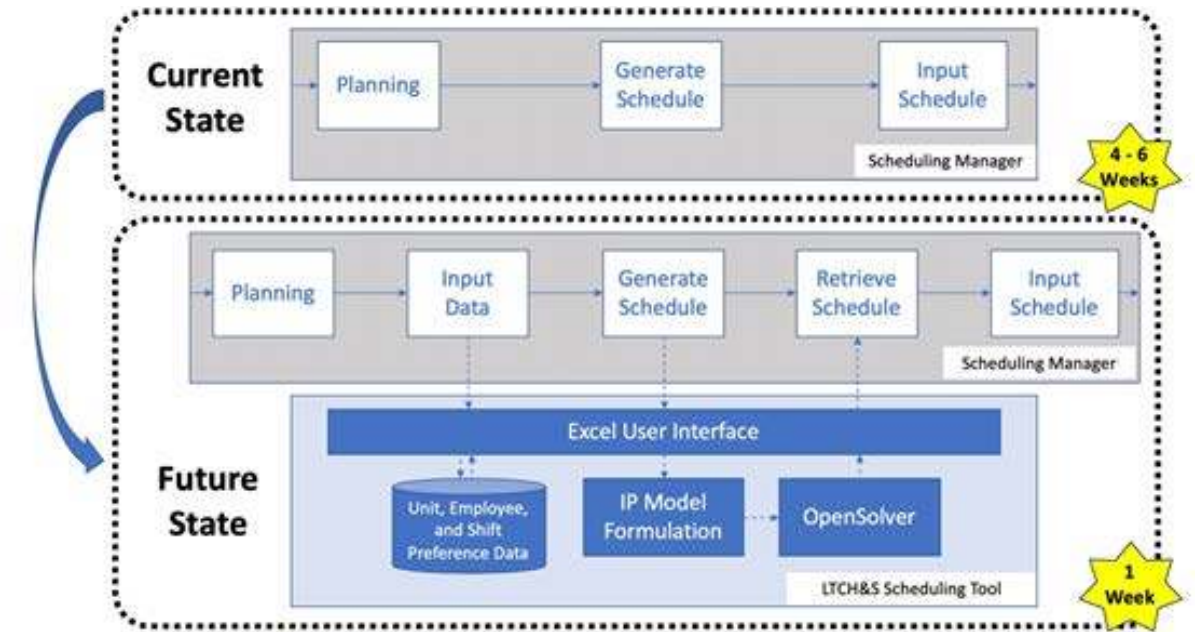 Current
State
Planning
Generate
Schedule
Input
Schedule
Scheduling Manager
4 - 6
Weeks
Planning
Input
Data
Generate
Schedule
Retrieve
Schedule
Input
Schedule
Scheduling Manager
Future
State
Excel User Interface
Unit, Employee,
and Shift
Preference Data
IP Model
Formulation
OpenSolver
LTCH&S Scheduling Tool
1
Week